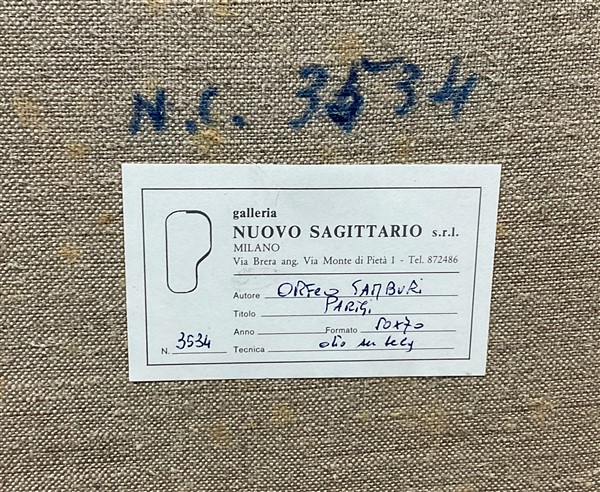 N.C. 3534
galleria
NUOVO SAGITTARIO s.r.l.
MILANO
Via Brera ang. Via Monte di Pietà 1 - Tel. 872486
Autore ORFEO TAMBURI
Titolo PARIGI
Anno Formato 50x70
N. 3534 Tecnica olio su tela